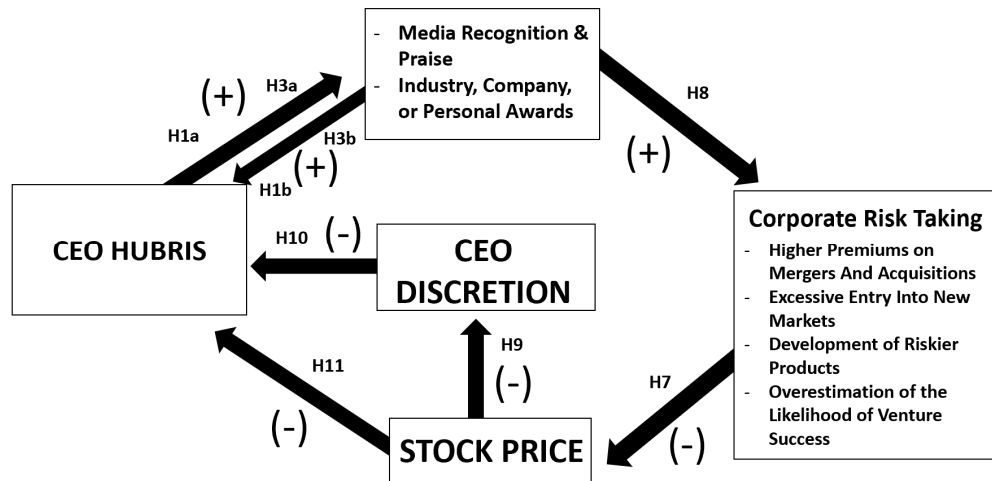 - Media Recognition &
Praise
- Industry, Company,
or Personal Awards
(+)
H3a
H1a
H3b
(+)
H1b
H8
(+)
CEO HUBRIS
H10
(-)
CEO
DISCRETION
Corporate Risk Taking
- Higher Premiums on
Mergers And Acquisitions
- Excessive Entry Into New
Markets
- Development of Riskier
Products
- Overestimation of the
Likelihood of Venture
Success
H11
(-)
H9
(-)
H7
(-)
STOCK PRICE